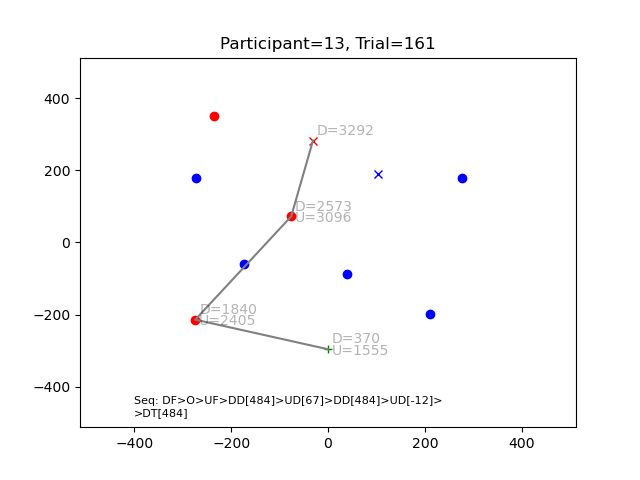 Participant=13, Trial=161
400
200
0
−200
−400
D=3292
D=2573
U=3096
D=1840
U=2405
D=370
U=1555
Seq: DF>O>UF>DD[484]>UD[67]>DD[484]>UD[-12]>
>DT[484]
−400 −200 0 200 400